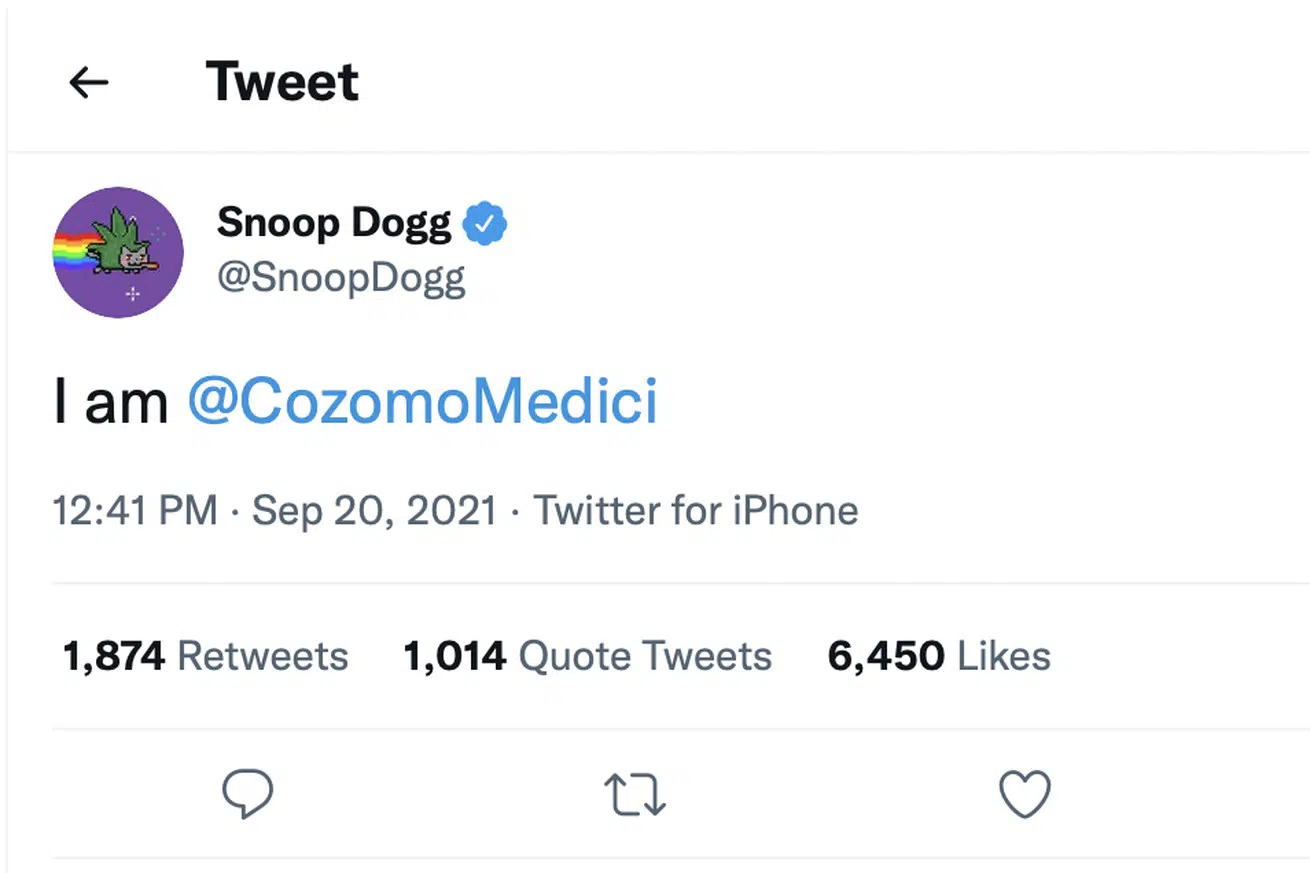 Tweet
Snoop Dogg
@SnoopDogg
I am @CozomoMedici
12:41 PM · Sep 20, 2021 · Twitter for iPhone
1,874 Retweets 1,014 Quote Tweets 6,450 Likes